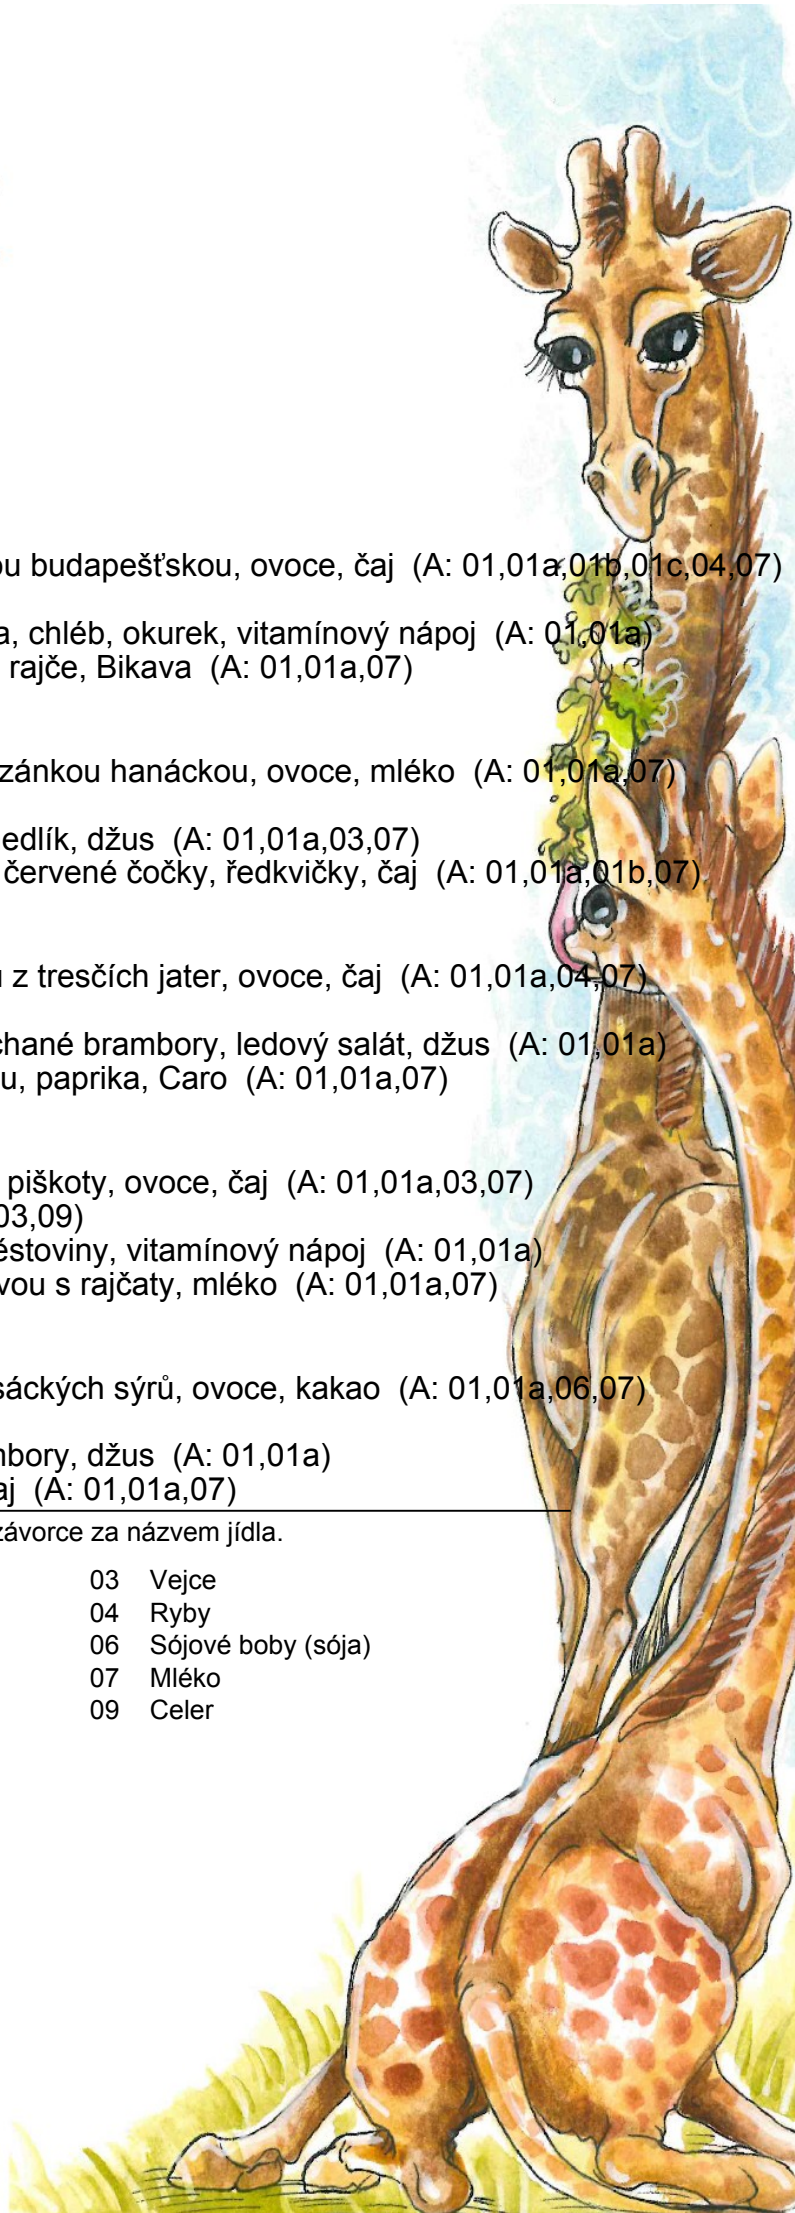 ou budapešťskou, ovoce, čaj (A: 01,01a,01b,01c,04,07)
a, chléb, okurek, vitamínový nápoj (A: 01,01a)
rajče, Bikava (A: 01,01a,07)
zánkou hanáckou, ovoce, mléko (A: 01,01a,07)
edlík, džus (A: 01,01a,03,07)
červené čočky, ředkvičky, čaj (A: 01,01a,01b,07)
u z tresčích jater, ovoce, čaj (A: 01,01a,04,07)
chané brambory, ledový salát, džus (A: 01,01a)
u, paprika, Caro (A: 01,01a,07)
piškoty, ovoce, čaj (A: 01,01a,03,07)
03,09)
ěstoviny, vitamínový nápoj (A: 01,01a)
vou s rajčaty, mléko (A: 01,01a,07)
sáckých sýrů, ovoce, kakao (A: 01,01a,06,07)
mbory, džus (A: 01,01a)
aj (A: 01,01a,07)
závorce za názvem jídla.
03 Vejce
04 Ryby
06 Sójové boby (sója)
07 Mléko
09 Celer